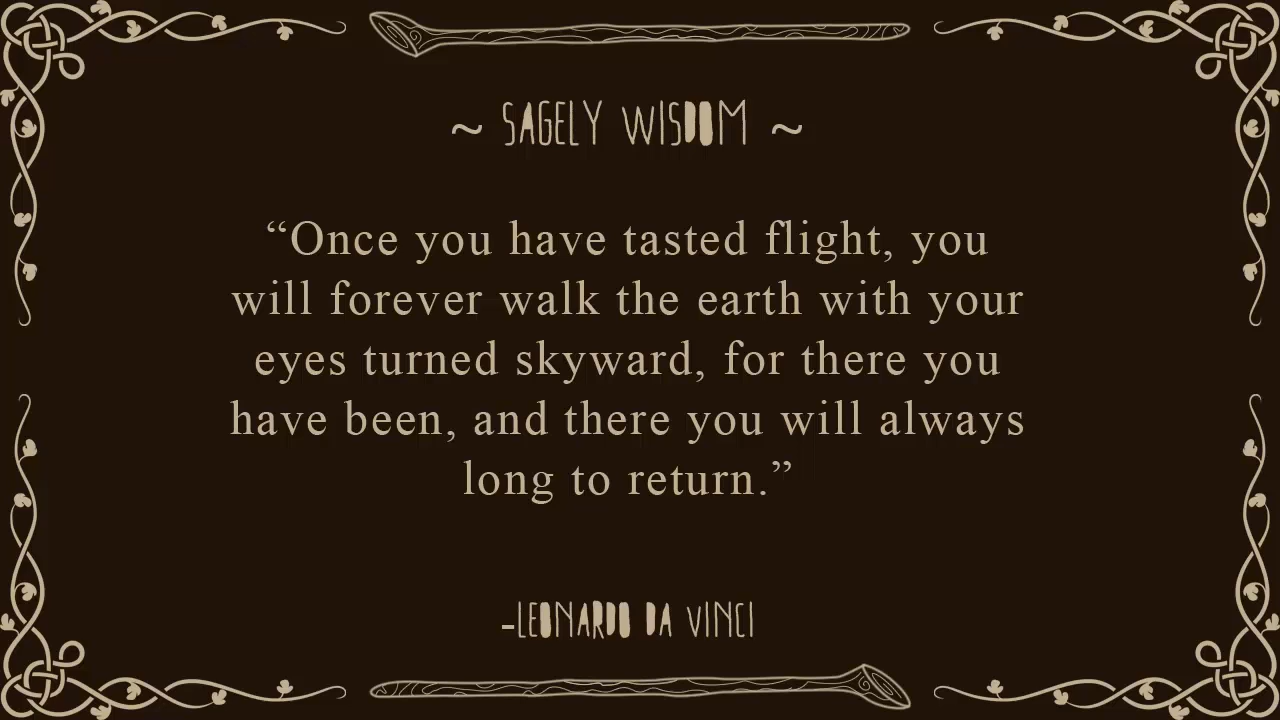 ~ SAGELY WISDOM ~
“Once you have tasted flight, you
will forever walk the earth with your
eyes turned skyward, for there you
have been, and there you will always
long to return.”
-LEONARDO DA VINCI